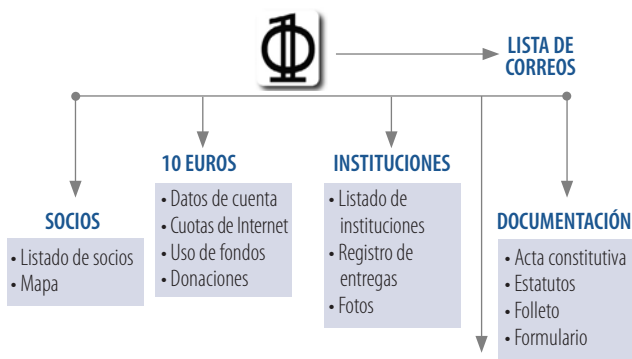 LISTA DE
CORREOS
10 EUROS
• Datos de cuenta
• Cuotas de Internet
• Uso de fondos
• Donaciones
INSTITUCIONES
• Listado de
instituciones
• Registro de
entregas
• Fotos
SOCIOS
• Listado de socios
• Mapa
DOCUMENTACIÓN
• Acta constitutiva
• Estatutos
• Folleto
• Formulario